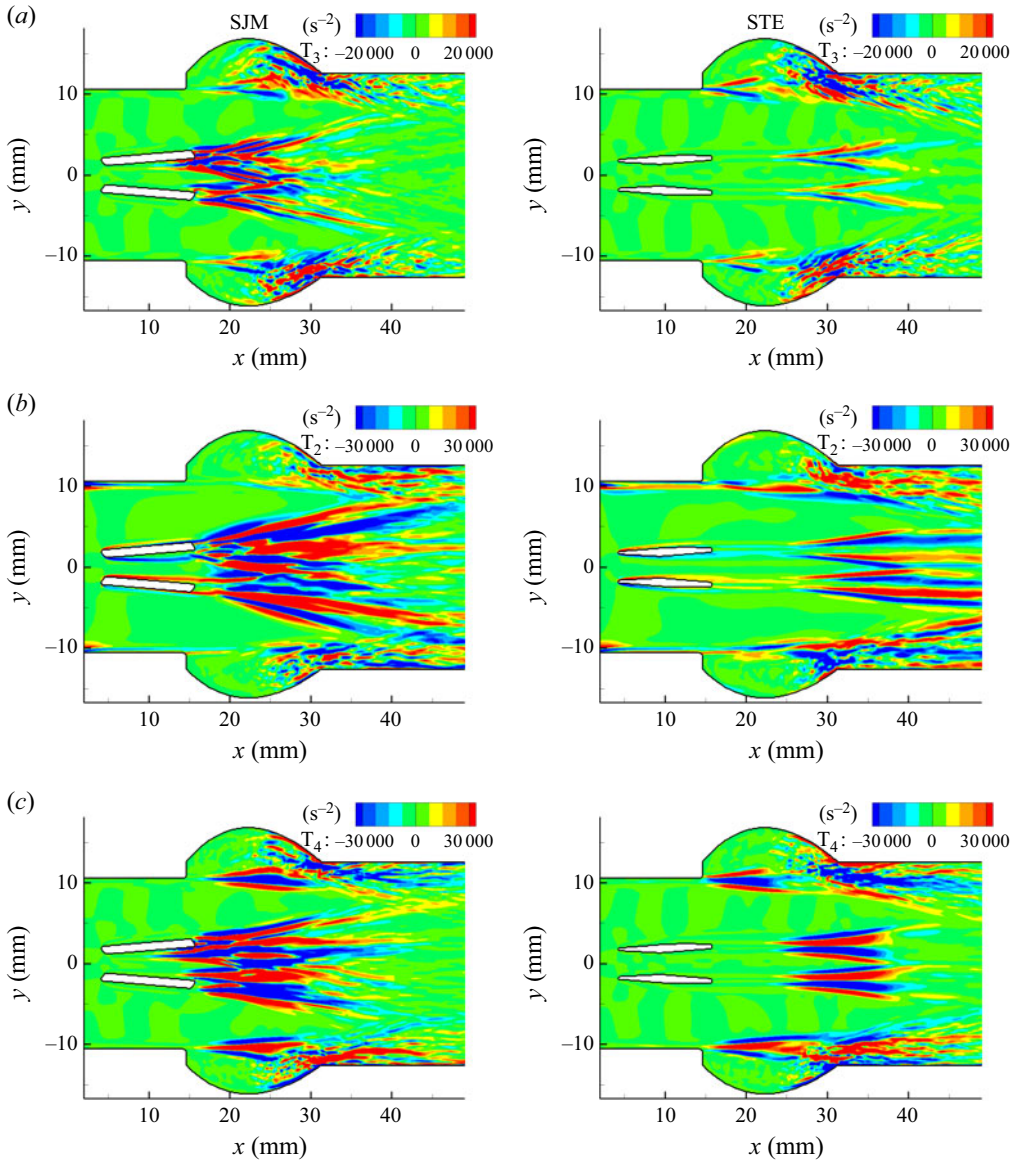 (a) SJM (s⁻²) STE (s⁻²)
T₃: –20 000 0 20 000 T₃: –20 000 0 20 000
10 10
y (mm) 0 y (mm) 0
–10 –10
10 20 30 40 10 20 30 40
x (mm) x (mm)
(b) (s⁻²) (s⁻²)
T₂: –30 000 0 30 000 T₂: –30 000 0 30 000
10 10
y (mm) 0 y (mm) 0
–10 –10
10 20 30 40 10 20 30 40
x (mm) x (mm)
(c) (s⁻²) (s⁻²)
T₄: –30 000 0 30 000 T₄: –30 000 0 30 000
10 10
y (mm) 0 y (mm) 0
–10 –10
10 20 30 40 10 20 30 40
x (mm) x (mm)